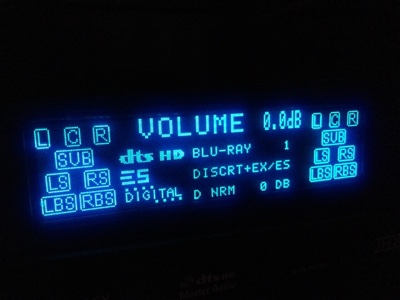 VOLUME 0.0dB
L C R
SUB
LS RS
LBS RBS
dts HD BLU-RAY 1
ES DISCRT+EX/ES
DIGITAL D NRM 0 DB
L C R
SUB
LS RS
LBS RBS
dts